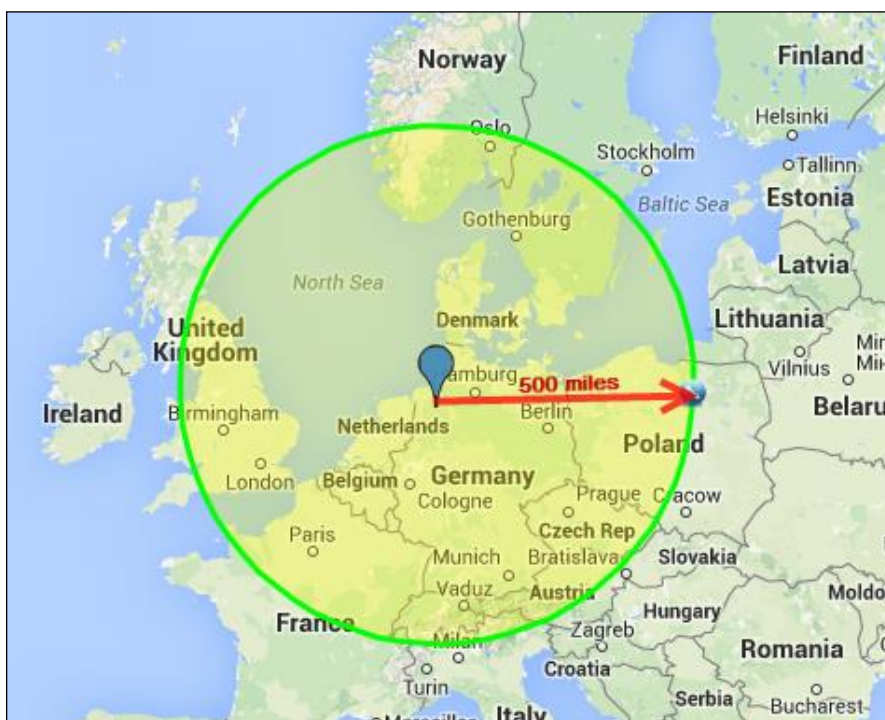 Norway
Finland
Oslo
Helsinki
Stockholm
Tallinn
Estonia
Baltic Sea
Gothenburg
Latvia
North Sea
Denmark
Lithuania
United
Kingdom
Vilnius
Ireland
amburg
500 miles
Belaru
Birmingham
Netherlands
Berlin
Poland
London
Belgium
Germany
Cologne
Prague
Cracow
Paris
Czech Rep
Munich
Bratislava
Slovakia
Vaduz
Austria
Moldo
France
Hungary
Milan
Zagreb
Romania
Turin
Croatia
Serbia
Bucharest
Italy